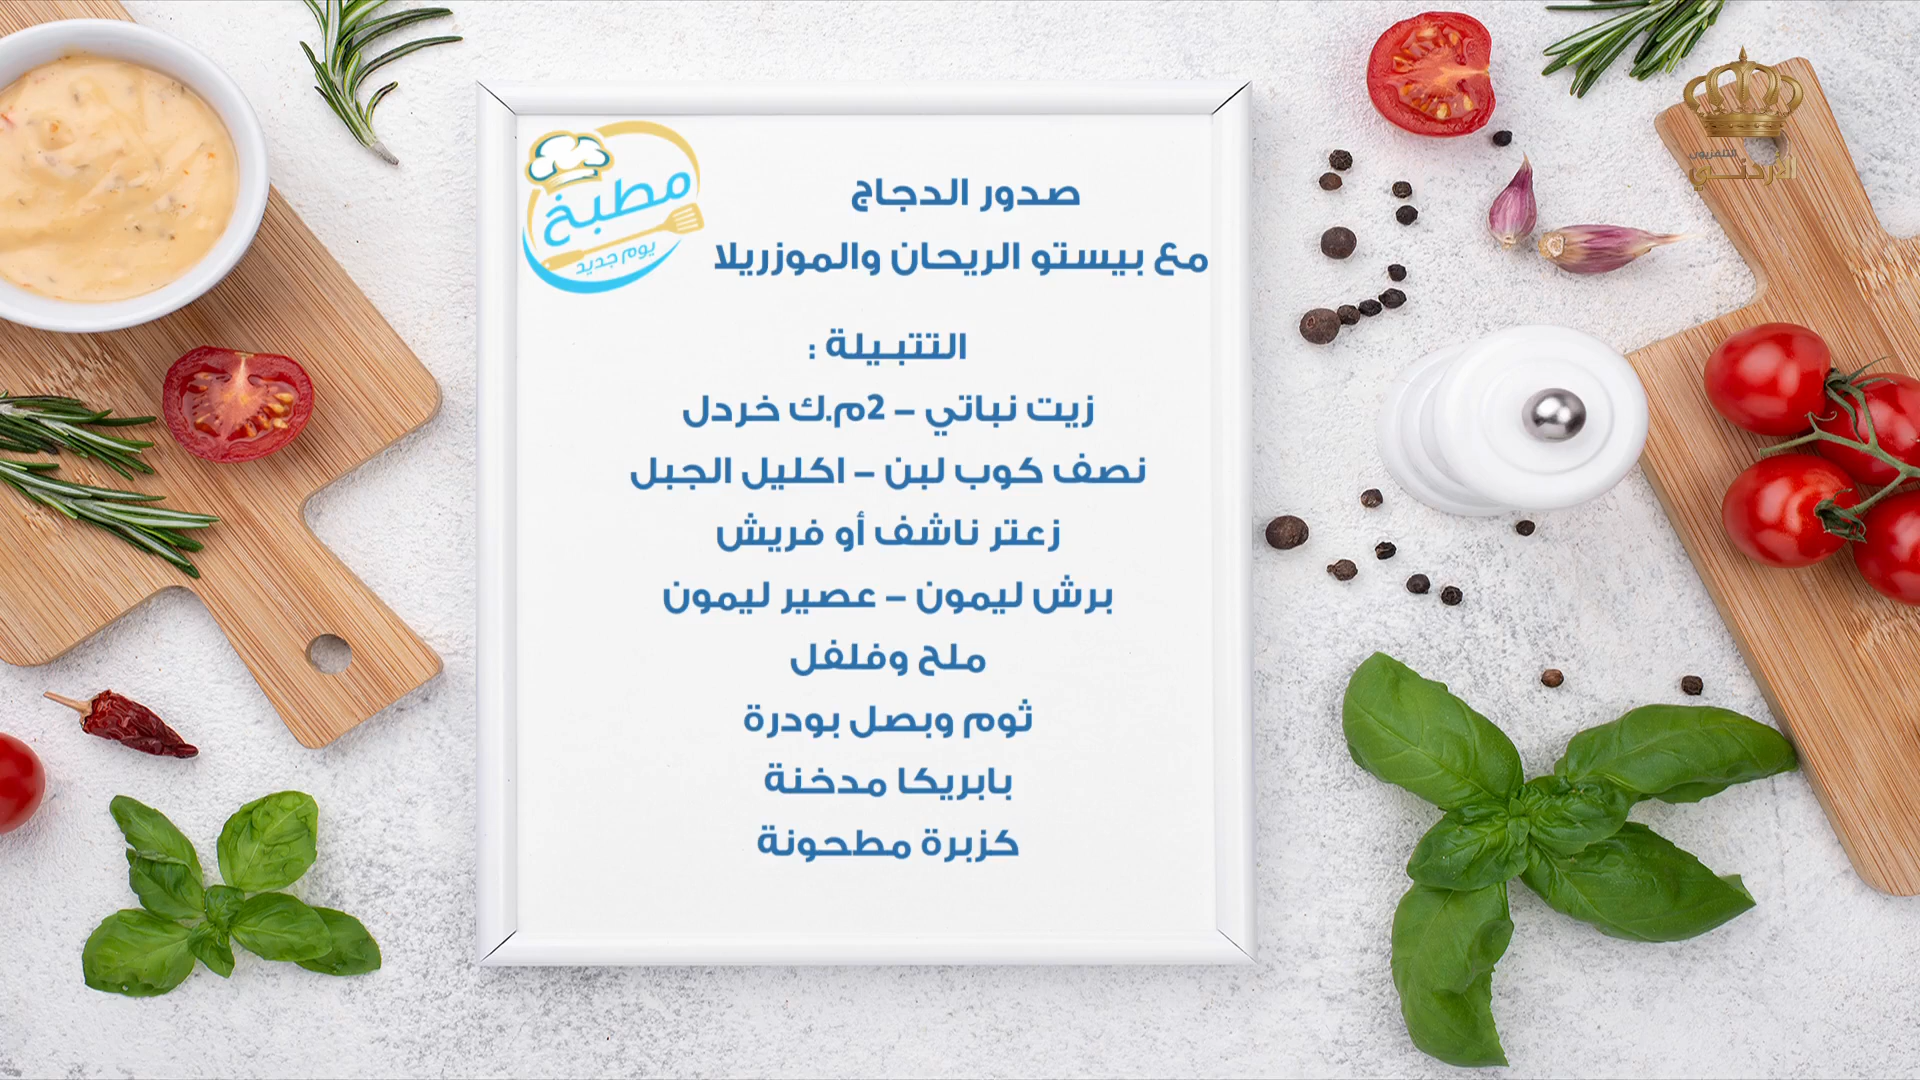 مطبخ
يوم جديد
صدور الدجاج
مع بيستو الريحان والموزريلا
التتبيلة :
زيت نباتي – 2م.ك خردل
نصف كوب لبن – اكليل الجبل
زعتر ناشف أو فريش
برش ليمون – عصير ليمون
ملح وفلفل
ثوم وبصل بودرة
بابريكا مدخنة
كزبرة مطحونة
التلفزيون
الأردني